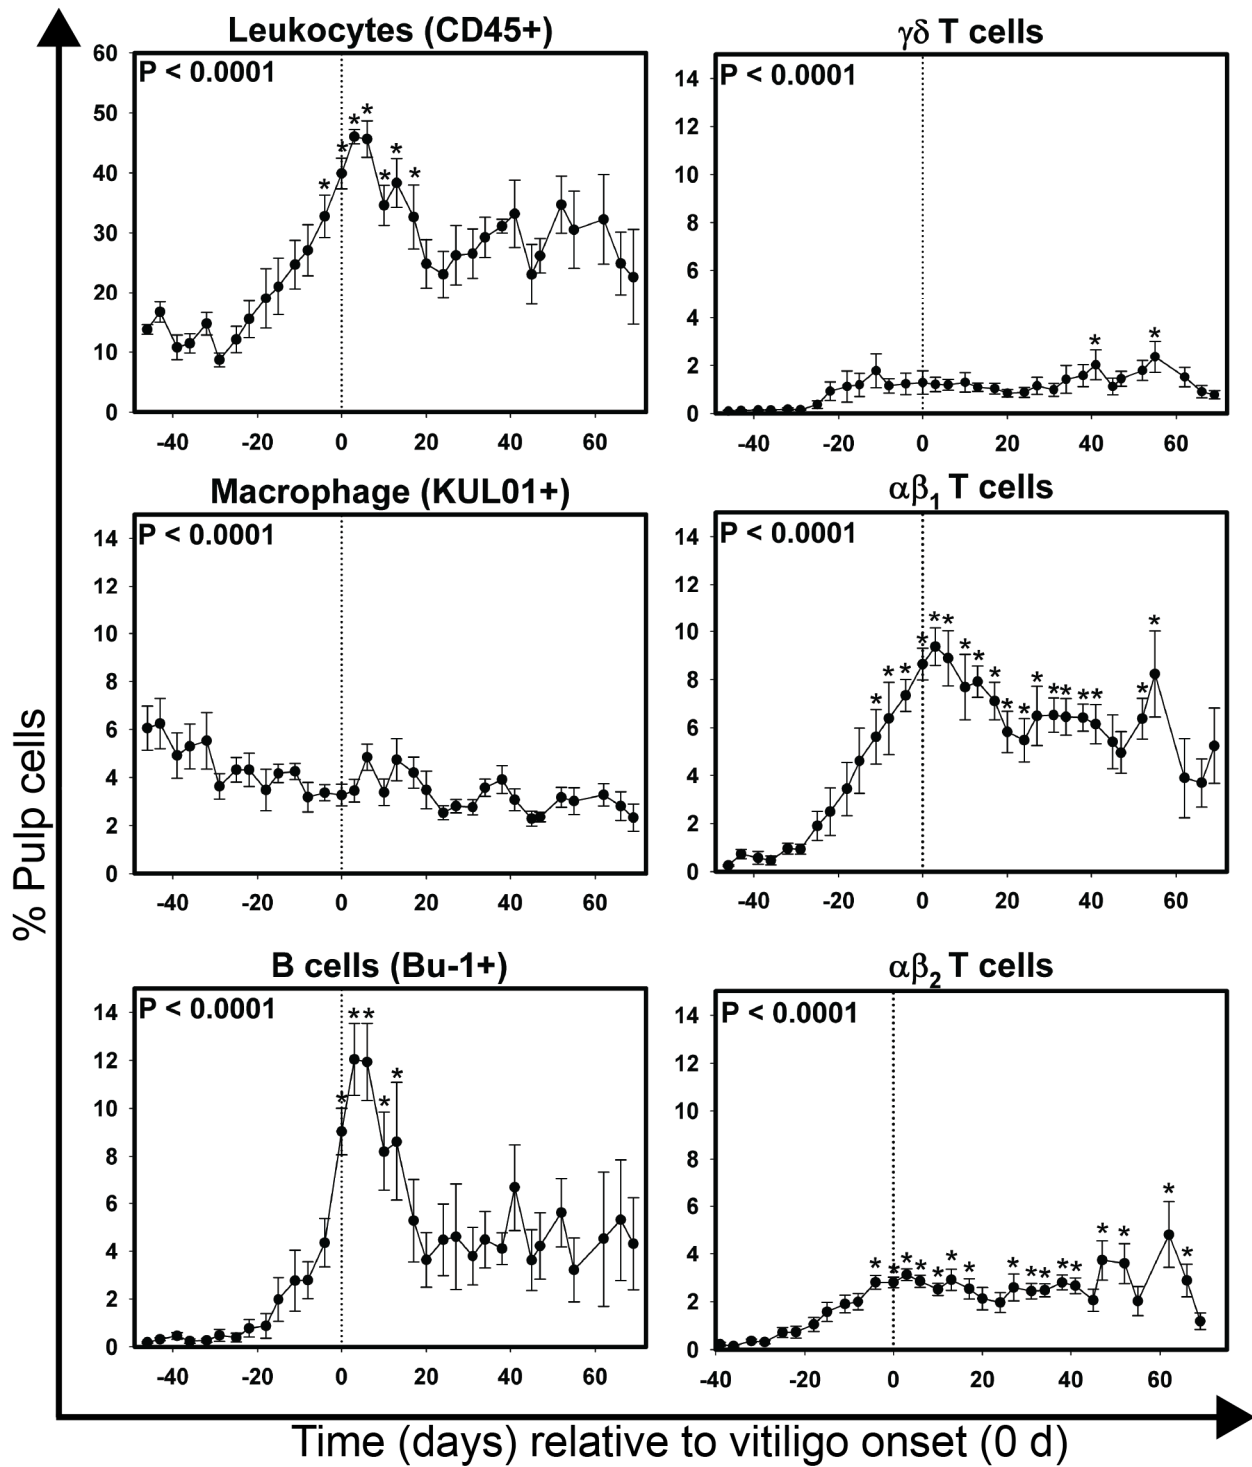 Leukocytes (CD45+)
P < 0.0001
60
50
40
30
20
10
0
-40 -20 0 20 40 60
* * * * * * *
γδ T cells
P < 0.0001
14
12
10
8
6
4
2
0
-40 -20 0 20 40 60
* *
Macrophage (KUL01+)
P < 0.0001
14
12
10
8
6
4
2
0
-40 -20 0 20 40 60
αβ1 T cells
P < 0.0001
14
12
10
8
6
4
2
0
-40 -20 0 20 40 60
* * * * * * * * * * * * * * * * * *
B cells (Bu-1+)
P < 0.0001
14
12
10
8
6
4
2
0
-40 -20 0 20 40 60
* * * * *
αβ2 T cells
P < 0.0001
14
12
10
8
6
4
2
0
-40 -20 0 20 40 60
* * * * * * * * * * * * * * * *
% Pulp cells
Time (days) relative to vitiligo onset (0 d)